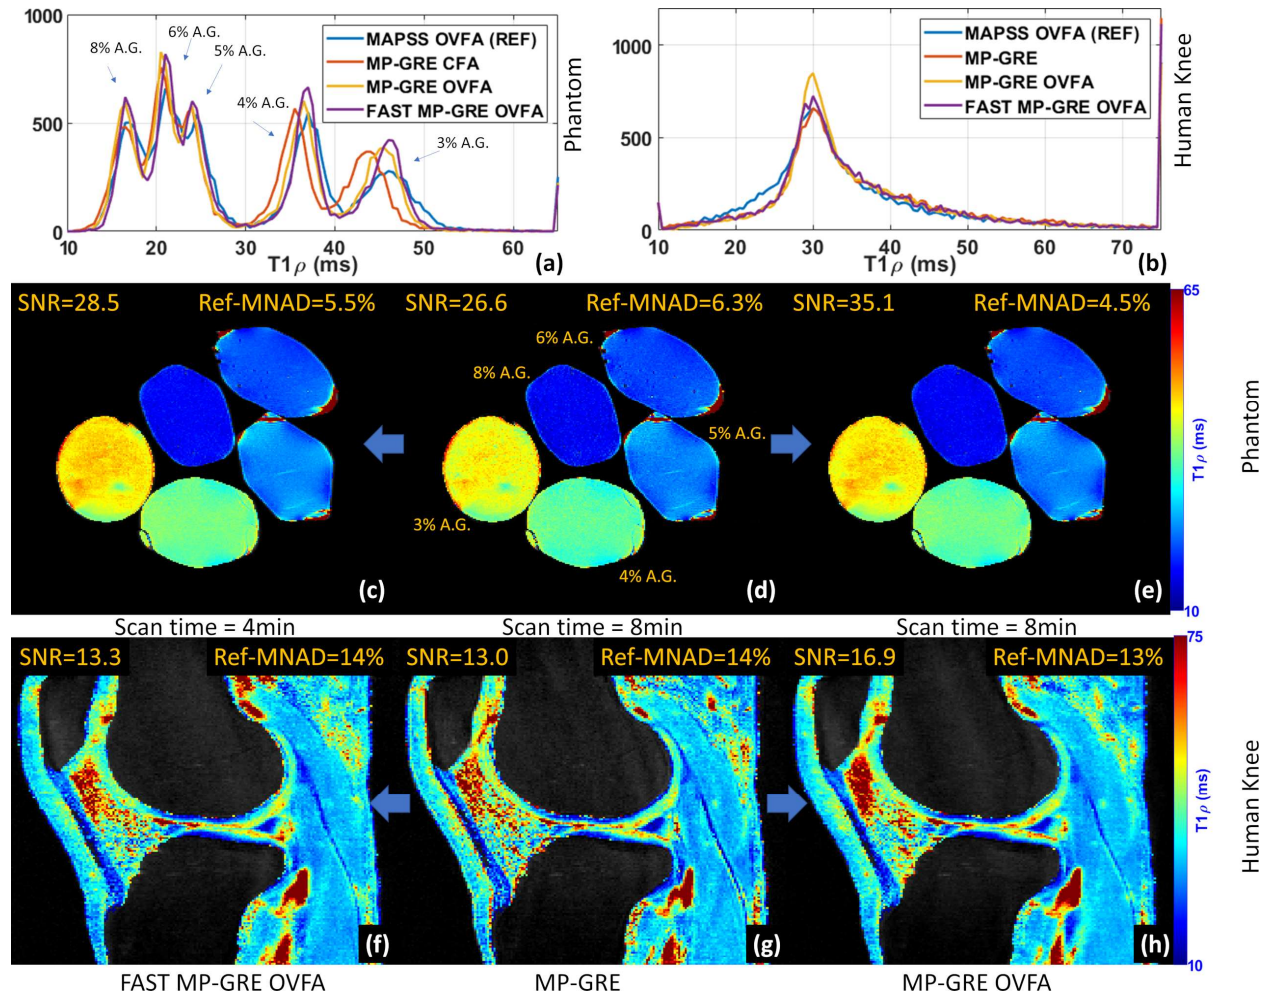 1000
500
0
10
20
30
40
50
60
T1ρ (ms)
(a)
8% A.G.
6% A.G.
5% A.G.
4% A.G.
3% A.G.
MAPSS OVFA (REF)
MP-GRE CFA
MP-GRE OVFA
FAST MP-GRE OVFA
Phantom
1000
500
0
10
20
30
40
50
60
70
T1ρ (ms)
(b)
MAPSS OVFA (REF)
MP-GRE
MP-GRE OVFA
FAST MP-GRE OVFA
Human Knee
SNR=28.5
Ref-MNAD=5.5%
(c)
SNR=26.6
Ref-MNAD=6.3%
6% A.G.
8% A.G.
5% A.G.
3% A.G.
4% A.G.
(d)
SNR=35.1
Ref-MNAD=4.5%
(e)
65
T1ρ (ms)
10
Phantom
Scan time = 4min
Scan time = 8min
Scan time = 8min
SNR=13.3
Ref-MNAD=14%
(f)
SNR=13.0
Ref-MNAD=14%
(g)
SNR=16.9
Ref-MNAD=13%
(h)
75
T1ρ (ms)
10
Human Knee
FAST MP-GRE OVFA
MP-GRE
MP-GRE OVFA